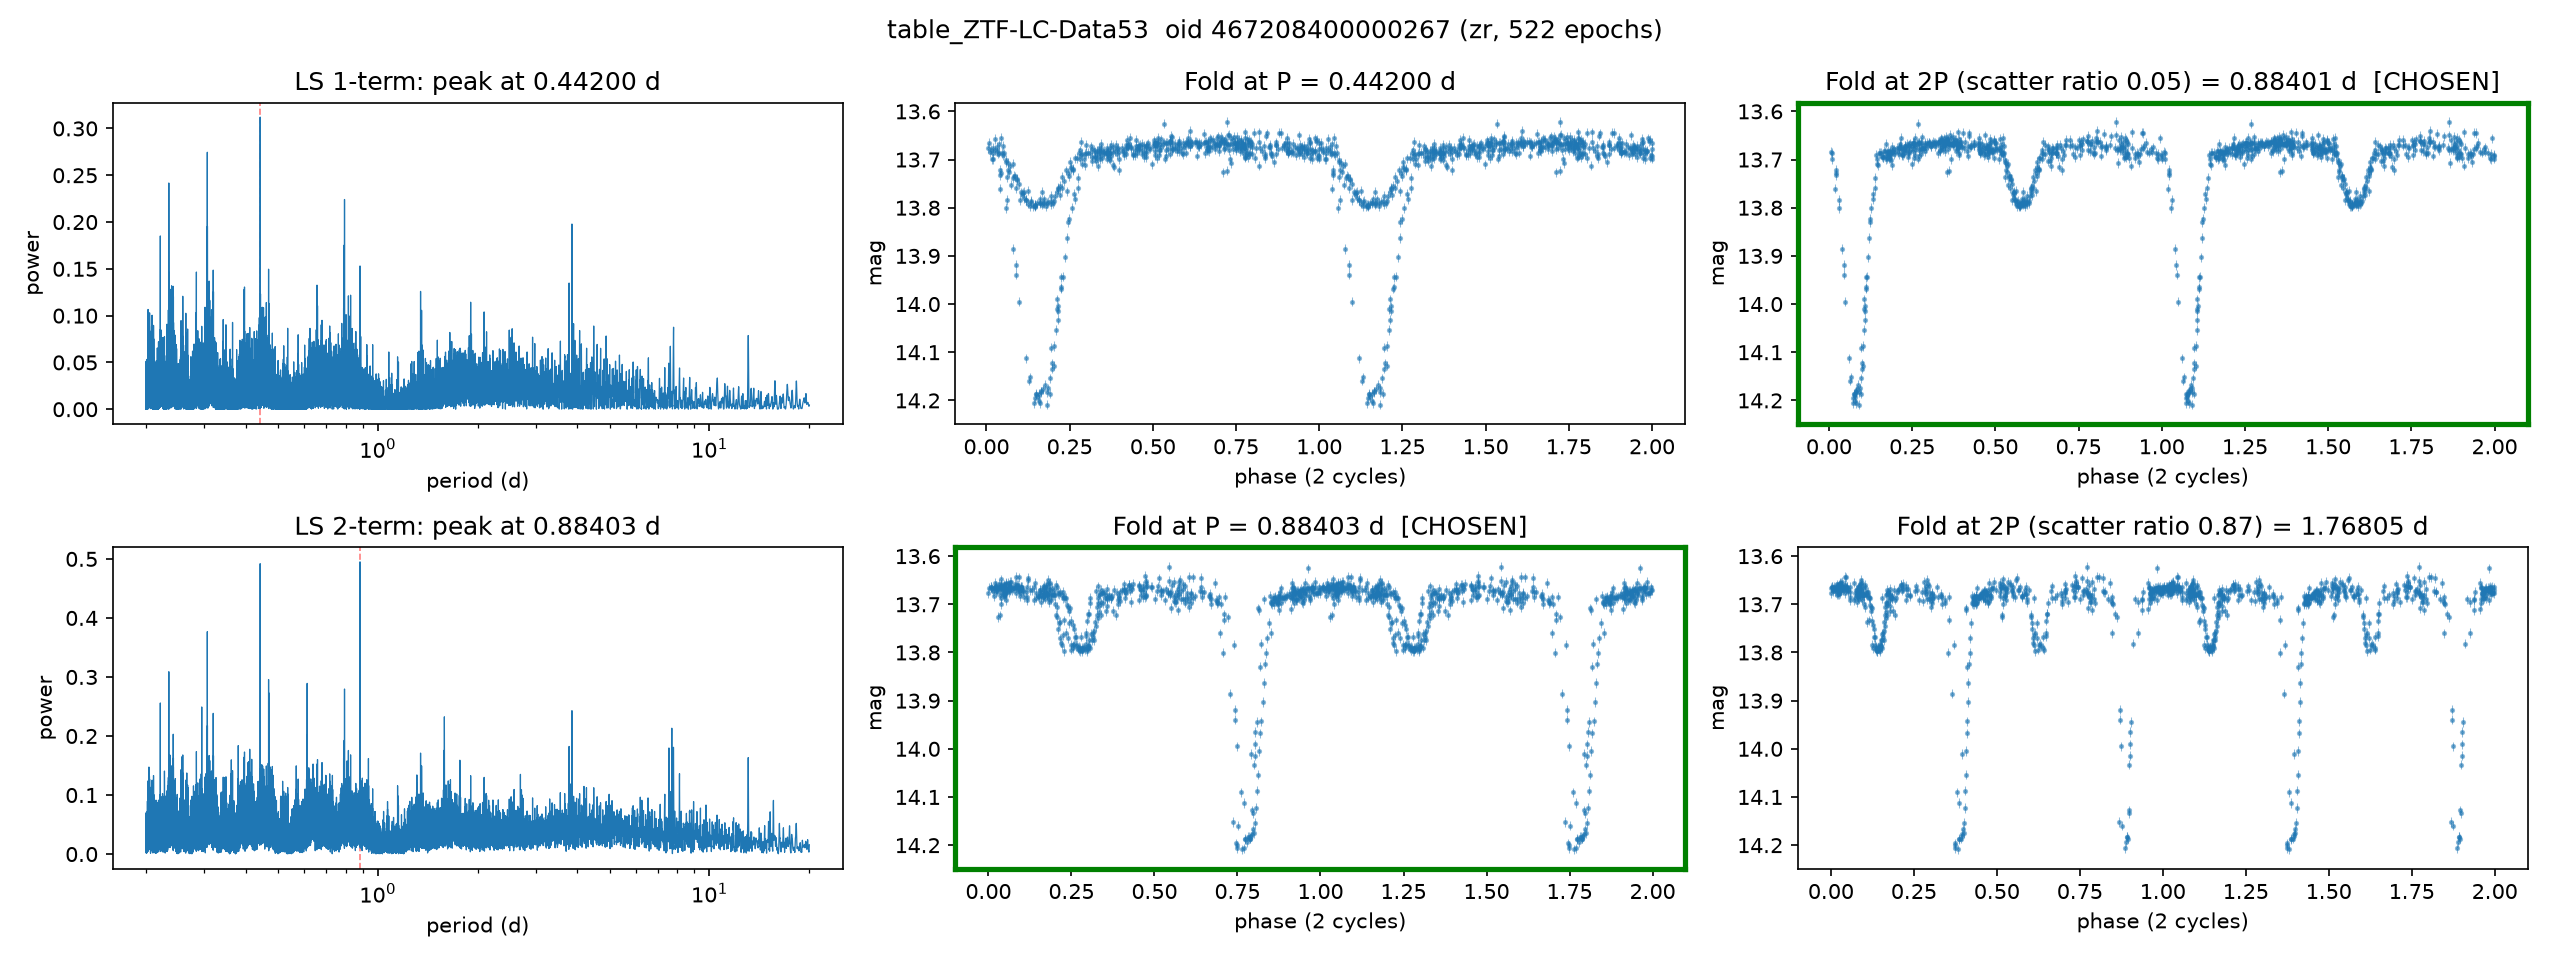 table_ZTF-LC-Data53  oid 467208400000267 (zr, 522 epochs)
LS 1-term: peak at 0.44200 d
power
0.30
0.25
0.20
0.15
0.10
0.05
0.00
10⁰
10¹
period (d)
Fold at P = 0.44200 d
mag
13.6
13.7
13.8
13.9
14.0
14.1
14.2
0.00 0.25 0.50 0.75 1.00 1.25 1.50 1.75 2.00
phase (2 cycles)
Fold at 2P (scatter ratio 0.05) = 0.88401 d  [CHOSEN]
mag
13.6
13.7
13.8
13.9
14.0
14.1
14.2
0.00 0.25 0.50 0.75 1.00 1.25 1.50 1.75 2.00
phase (2 cycles)
LS 2-term: peak at 0.88403 d
power
0.5
0.4
0.3
0.2
0.1
0.0
10⁰
10¹
period (d)
Fold at P = 0.88403 d  [CHOSEN]
mag
13.6
13.7
13.8
13.9
14.0
14.1
14.2
0.00 0.25 0.50 0.75 1.00 1.25 1.50 1.75 2.00
phase (2 cycles)
Fold at 2P (scatter ratio 0.87) = 1.76805 d
mag
13.6
13.7
13.8
13.9
14.0
14.1
14.2
0.00 0.25 0.50 0.75 1.00 1.25 1.50 1.75 2.00
phase (2 cycles)